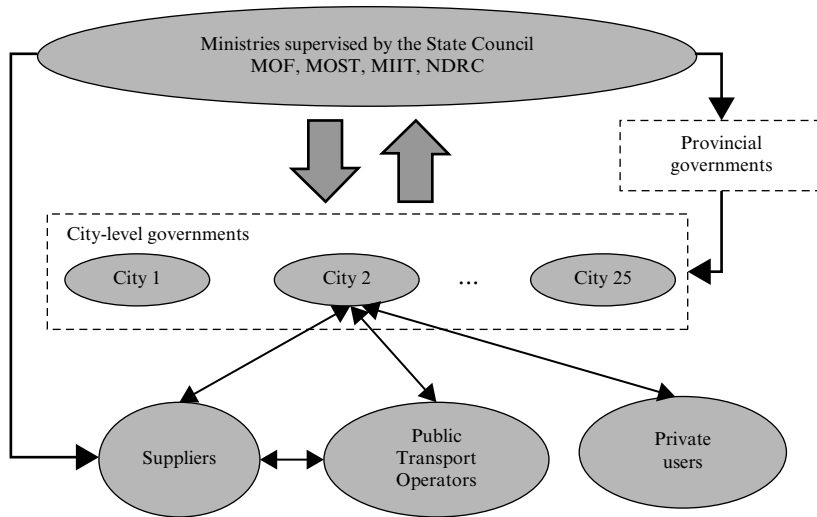 Ministries supervised by the State Council
MOF, MOST, MIIT, NDRC
Provincial
governments
City-level governments
City 1
City 2
...
City 25
Suppliers
Public
Transport
Operators
Private
users